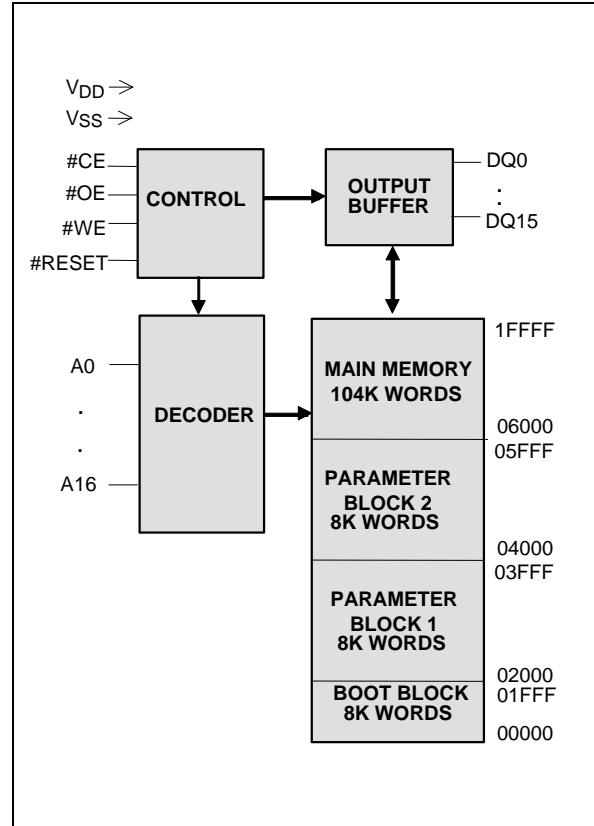 VDD
VSS
#CE
#OE
#WE
#RESET
CONTROL
OUTPUT
BUFFER
DQ0
.
.
DQ15
A0
.
.
A16
DECODER
1FFFF
MAIN MEMORY
104K WORDS
06000
05FFF
PARAMETER
BLOCK 2
8K WORDS
04000
03FFF
PARAMETER
BLOCK 1
8K WORDS
02000
01FFF
BOOT BLOCK
8K WORDS
00000